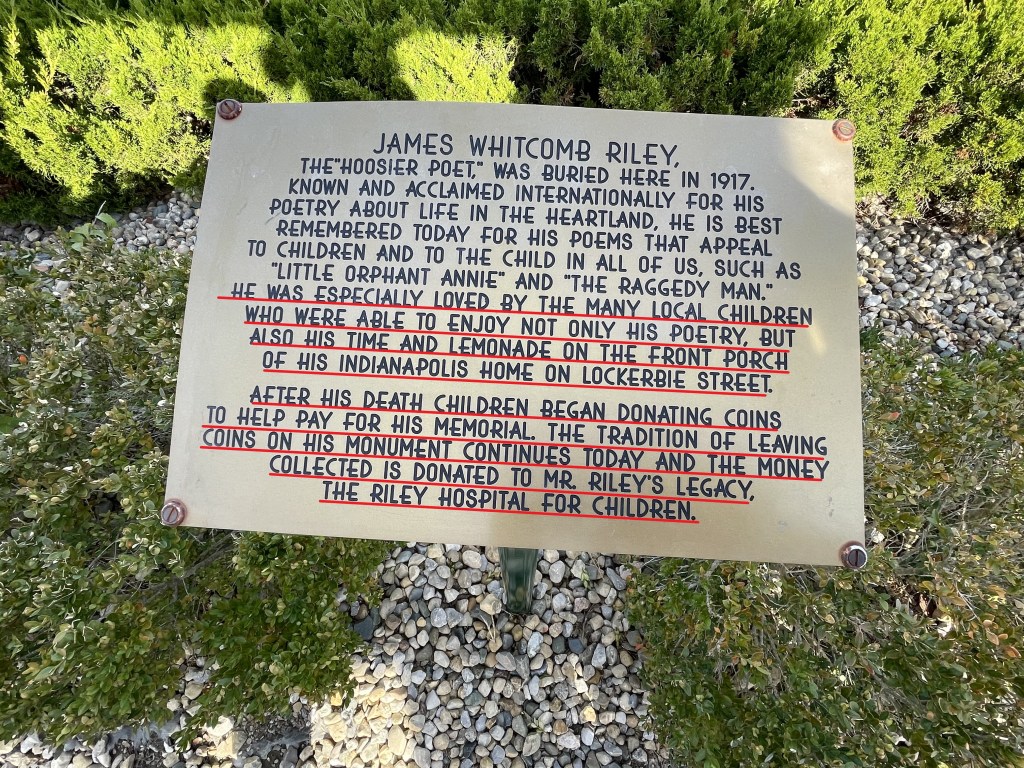 JAMES WHITCOMB RILEY,
THE "HOOSIER POET," WAS BURIED HERE IN 1917.
KNOWN AND ACCLAIMED INTERNATIONALLY FOR HIS
POETRY ABOUT LIFE IN THE HEARTLAND, HE IS BEST
REMEMBERED TODAY FOR HIS POEMS THAT APPEAL
TO CHILDREN AND TO THE CHILD IN ALL OF US, SUCH AS
"LITTLE ORPHANT ANNIE" AND "THE RAGGEDY MAN."
HE WAS ESPECIALLY LOVED BY THE MANY LOCAL CHILDREN
WHO WERE ABLE TO ENJOY NOT ONLY HIS POETRY, BUT
ALSO HIS TIME AND LEMONADE ON THE FRONT PORCH
OF HIS INDIANAPOLIS HOME ON LOCKERBIE STREET.
AFTER HIS DEATH CHILDREN BEGAN DONATING COINS
TO HELP PAY FOR HIS MEMORIAL. THE TRADITION OF LEAVING
COINS ON HIS MONUMENT CONTINUES TODAY AND THE MONEY
COLLECTED IS DONATED TO MR. RILEY'S LEGACY,
THE RILEY HOSPITAL FOR CHILDREN.